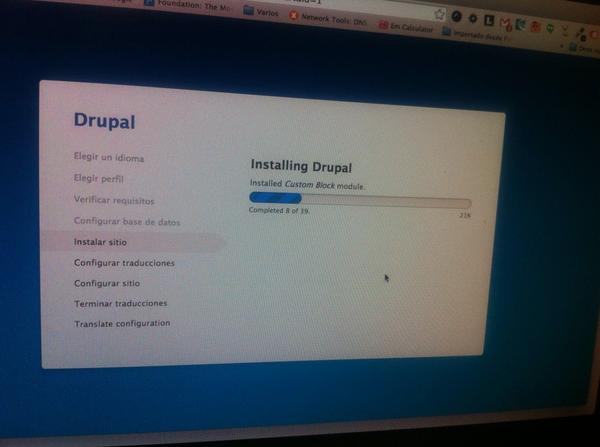 Foundation: The Mo
Varios
Network Tools: DNS
Em Calculator
Importado desde
Drupal
Elegir un idioma
Elegir perfil
Verificar requisitos
Configurar base de datos
Instalar sitio
Configurar traducciones
Configurar sitio
Terminar traducciones
Translate configuration
Installing Drupal
Installed Custom Block module.
Completed 8 of 39.
21%